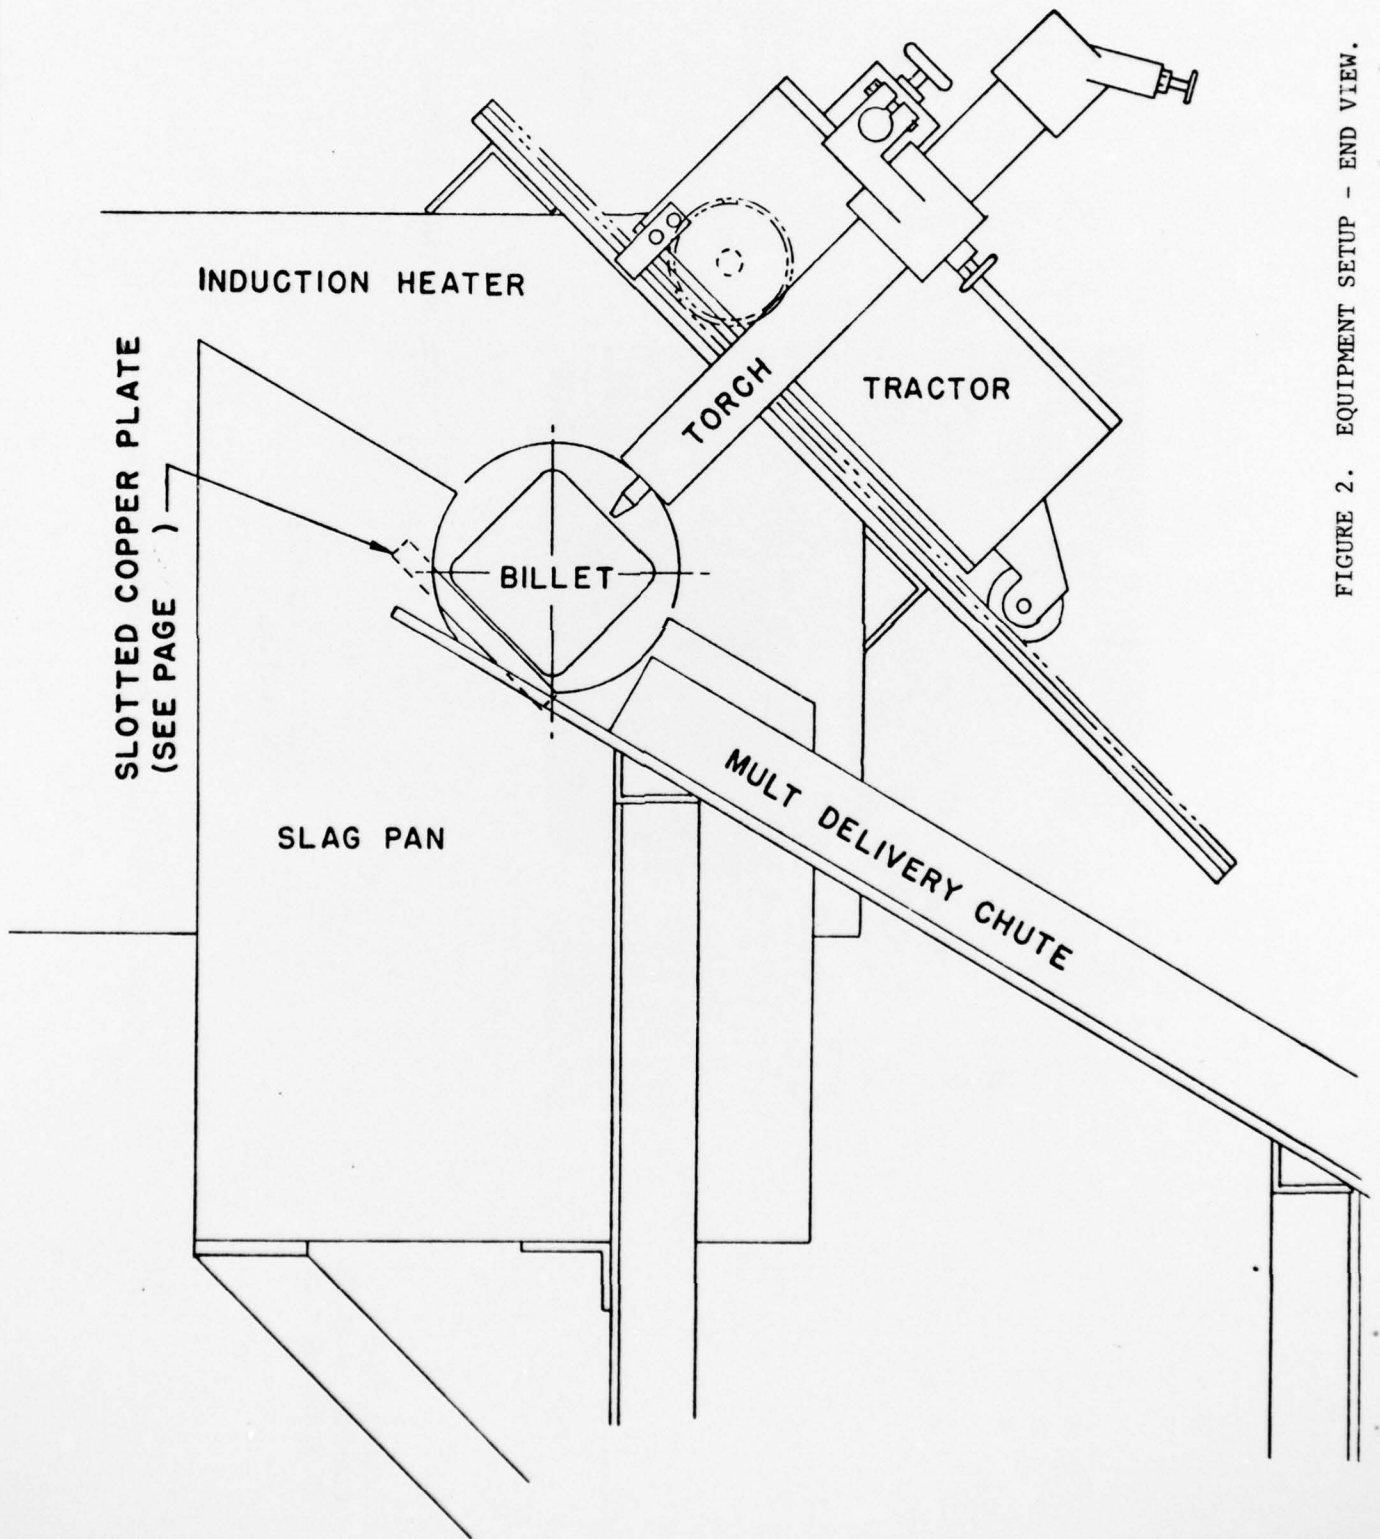 INDUCTION HEATER
SLOTTED COPPER PLATE
(SEE PAGE )
TORCH
TRACTOR
BILLET
MULT DELIVERY CHUTE
SLAG PAN
FIGURE 2. EQUIPMENT SETUP - END VIEW.